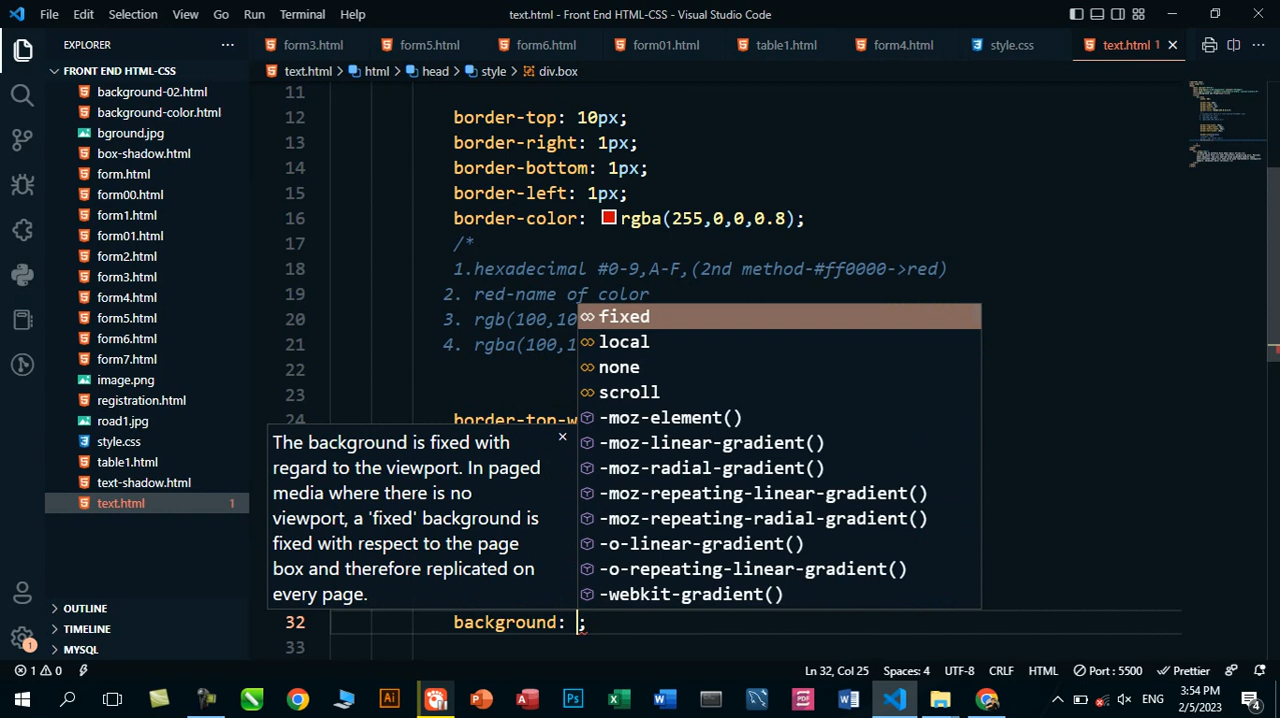 File Edit Selection View Go Run Terminal Help
text.html - Front End HTML-CSS - Visual Studio Code
EXPLORER
form3.html form5.html form6.html form01.html table1.html form4.html style.css text.html 1
FRONT END HTML-CSS
text.html > html > head > style > div.box
background-02.html
background-color.html
bground.jpg
box-shadow.html
form.html
form00.html
form1.html
form01.html
form2.html
form3.html
form4.html
form5.html
form6.html
form7.html
image.png
registration.html
road1.jpg
style.css
table1.html
text-shadow.html
text.html 1
OUTLINE
TIMELINE
MYSQL
11
12 border-top: 10px;
13 border-right: 1px;
14 border-bottom: 1px;
15 border-left: 1px;
16 border-color: rgba(255,0,0,0.8);
17 /*
18 1.hexadecimal #0-9,A-F,(2nd method-#ff0000->red)
19 2. red-name of color
20 3. rgb(100,10
21 4. rgba(100,1
22
23
24 border-top-w
fixed
local
none
scroll
-moz-element()
-moz-linear-gradient()
-moz-radial-gradient()
-moz-repeating-linear-gradient()
-moz-repeating-radial-gradient()
-o-linear-gradient()
-o-repeating-linear-gradient()
-webkit-gradient()
The background is fixed with
regard to the viewport. In paged
media where there is no
viewport, a 'fixed' background is
fixed with respect to the page
box and therefore replicated on
every page.
32 background: ;
33
1 0
Ln 32, Col 25 Spaces: 4 UTF-8 CRLF HTML Port : 5500 Prettier
ENG
3:54 PM
2/5/2023
4